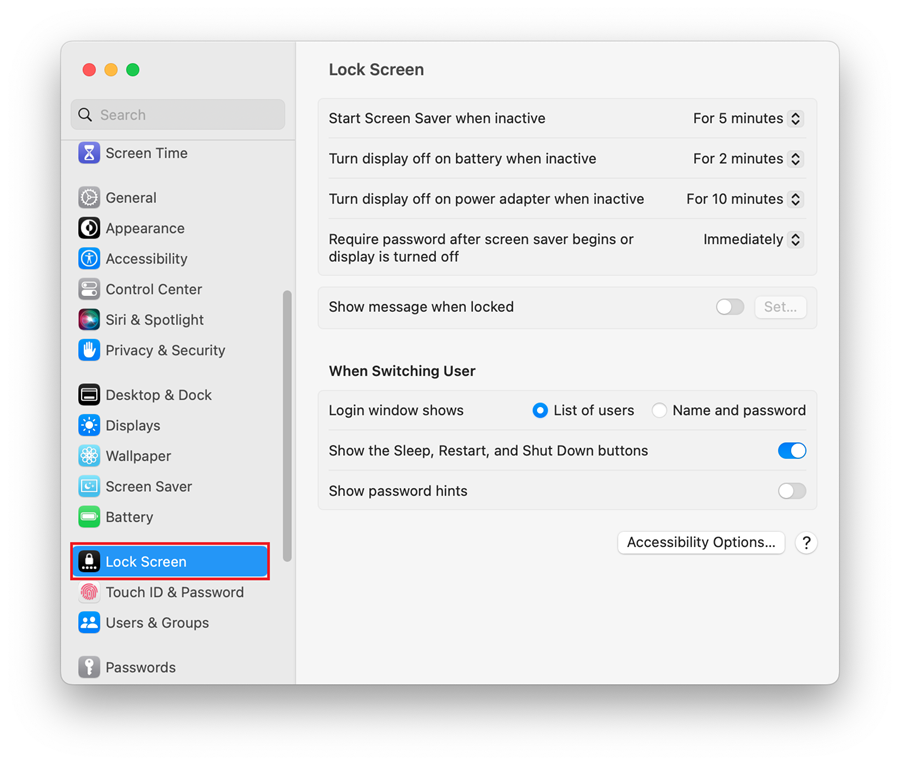 Lock Screen
Search
Screen Time
General
Appearance
Accessibility
Control Center
Siri & Spotlight
Privacy & Security
Desktop & Dock
Displays
Wallpaper
Screen Saver
Battery
Lock Screen
Touch ID & Password
Users & Groups
Passwords
Start Screen Saver when inactive For 5 minutes
Turn display off on battery when inactive For 2 minutes
Turn display off on power adapter when inactive For 10 minutes
Require password after screen saver begins or Immediately
display is turned off
Show message when locked Set...
When Switching User
Login window shows List of users Name and password
Show the Sleep, Restart, and Shut Down buttons
Show password hints
Accessibility Options... ?